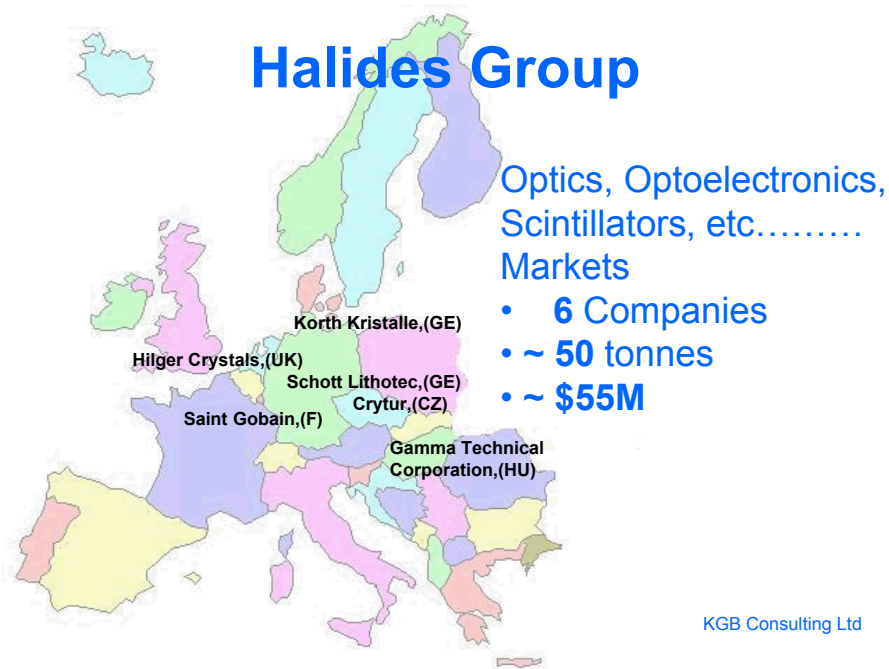 Halides Group
Optics, Optoelectronics,
Scintillators, etc………
Markets
• 6 Companies
• ~ 50 tonnes
• ~ $55M
Korth Kristalle,(GE)
Hilger Crystals,(UK)
Schott Lithotec,(GE)
Crytur,(CZ)
Saint Gobain,(F)
Gamma Technical
Corporation,(HU)
KGB Consulting Ltd